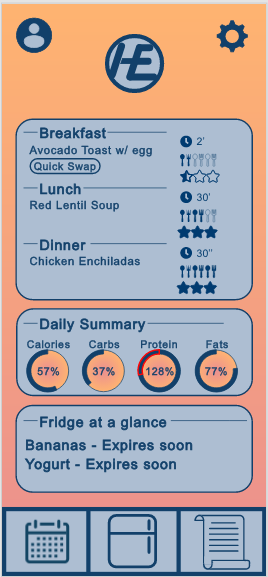 HE
Breakfast
Avocado Toast w/ egg
2'
Quick Swap
Lunch
30'
Red Lentil Soup
Dinner
30''
Chicken Enchiladas
Daily Summary
Calories Carbs Protein Fats
57% 37% 128% 77%
Fridge at a glance
Bananas - Expires soon
Yogurt - Expires soon